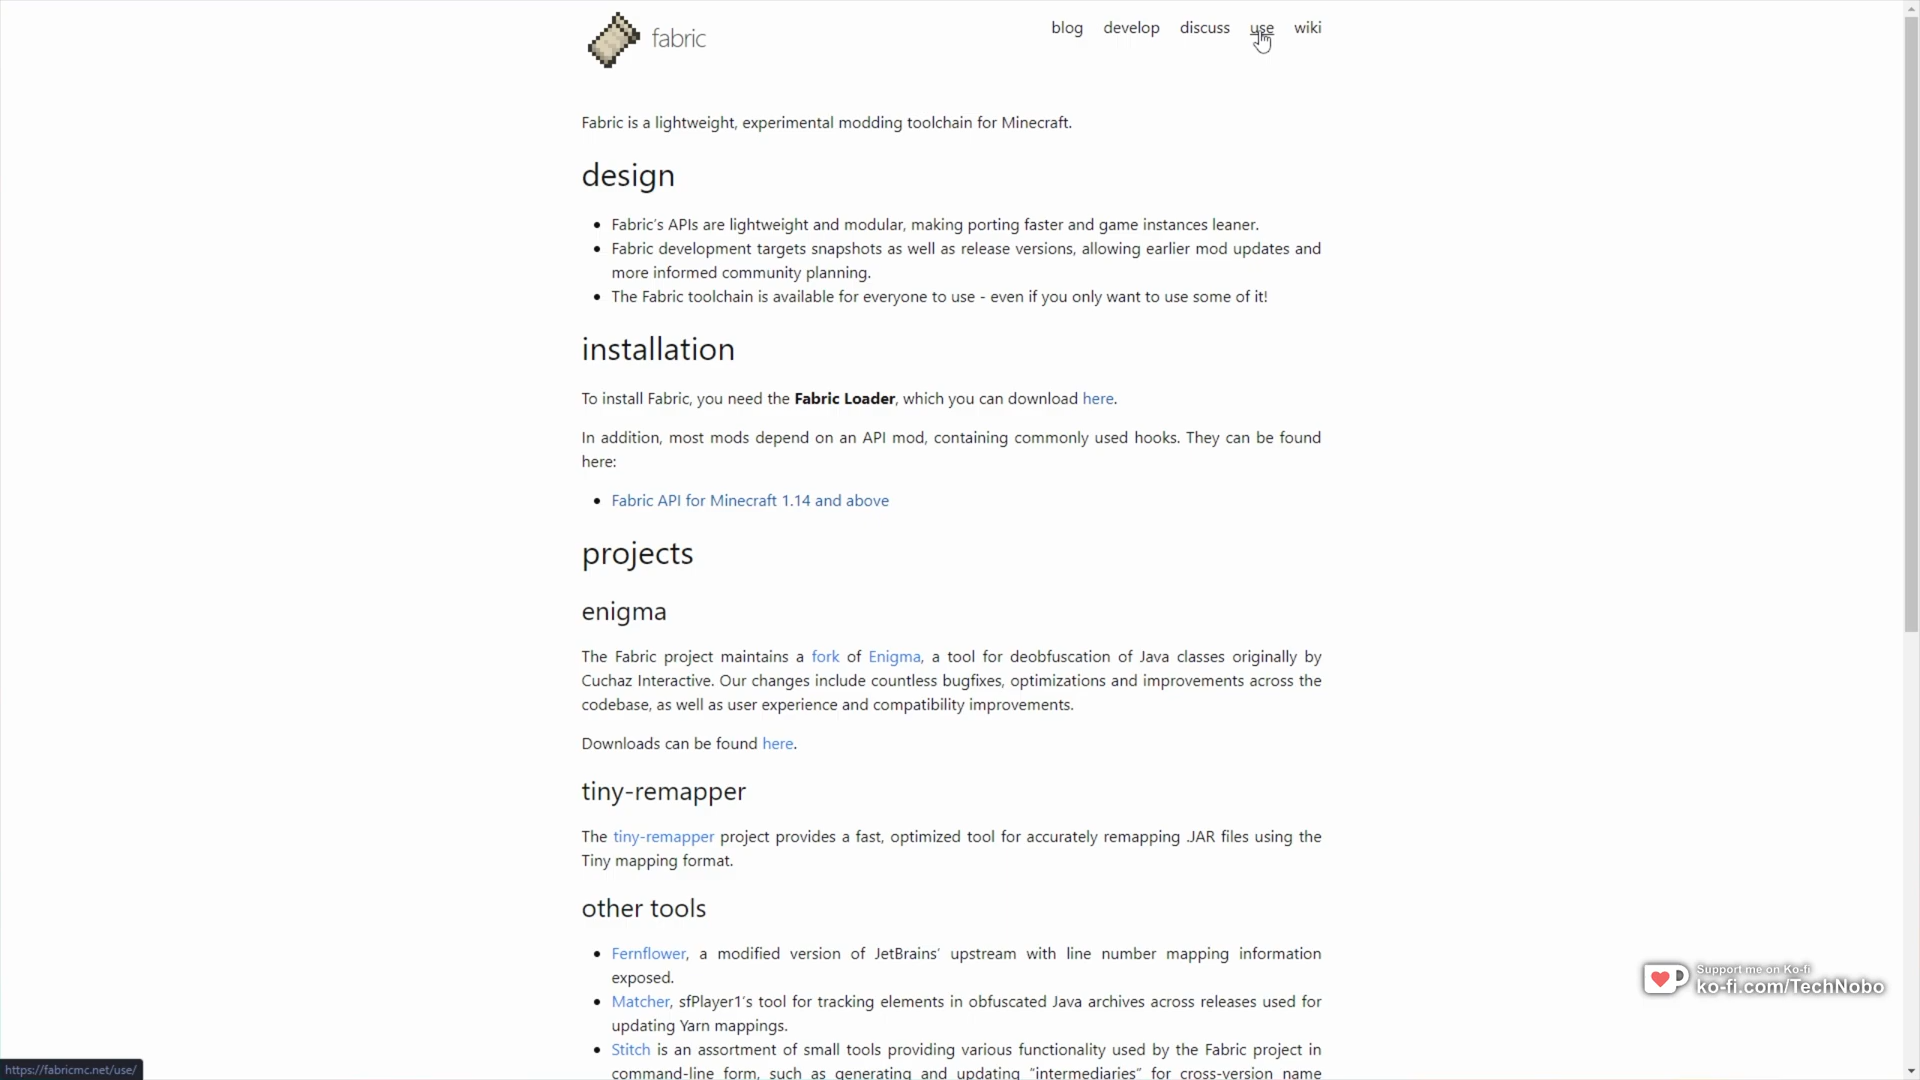 fabric
blog develop discuss use wiki
Fabric is a lightweight, experimental modding toolchain for Minecraft.
design
Fabric's APIs are lightweight and modular, making porting faster and game instances leaner.
Fabric development targets snapshots as well as release versions, allowing earlier mod updates and
more informed community planning.
The Fabric toolchain is available for everyone to use - even if you only want to use some of it!
installation
To install Fabric, you need the Fabric Loader, which you can download here.
In addition, most mods depend on an API mod, containing commonly used hooks. They can be found
here:
Fabric API for Minecraft 1.14 and above
projects
enigma
The Fabric project maintains a fork of Enigma, a tool for deobfuscation of Java classes originally by
Cuchaz Interactive. Our changes include countless bugfixes, optimizations and improvements across the
codebase, as well as user experience and compatibility improvements.
Downloads can be found here.
tiny-remapper
The tiny-remapper project provides a fast, optimized tool for accurately remapping .JAR files using the
Tiny mapping format.
other tools
Fernflower, a modified version of JetBrains' upstream with line number mapping information
exposed.
Matcher, sfPlayer1's tool for tracking elements in obfuscated Java archives across releases used for
updating Yarn mappings.
Stitch is an assortment of small tools providing various functionality used by the Fabric project in
command-line form, such as generating and updating "intermediaries" for cross-version name
Support me on Ko-fi
ko-fi.com/TechNobo
https://fabricmc.net/use/